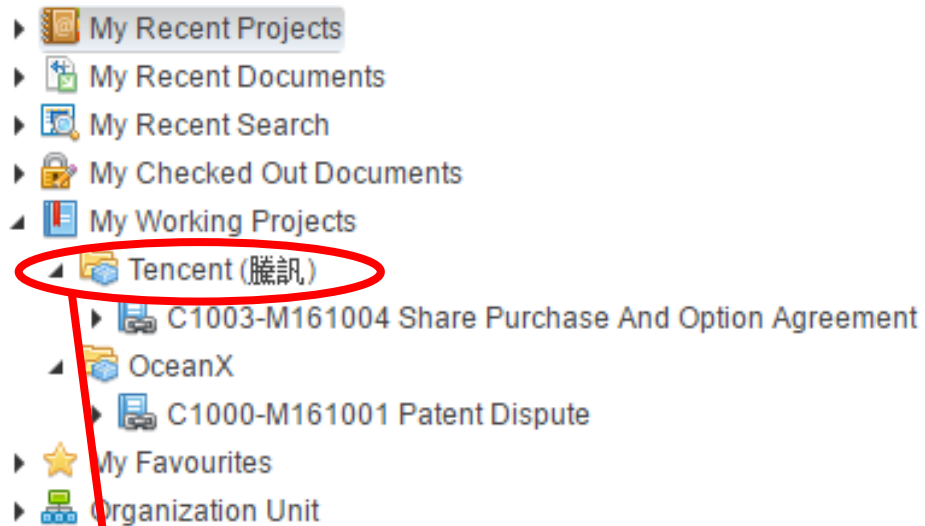 My Recent Projects
My Recent Documents
My Recent Search
My Checked Out Documents
My Working Projects
Tencent (騰訊)
C1003-M161004 Share Purchase And Option Agreement
OceanX
C1000-M161001 Patent Dispute
My Favourites
Organization Unit